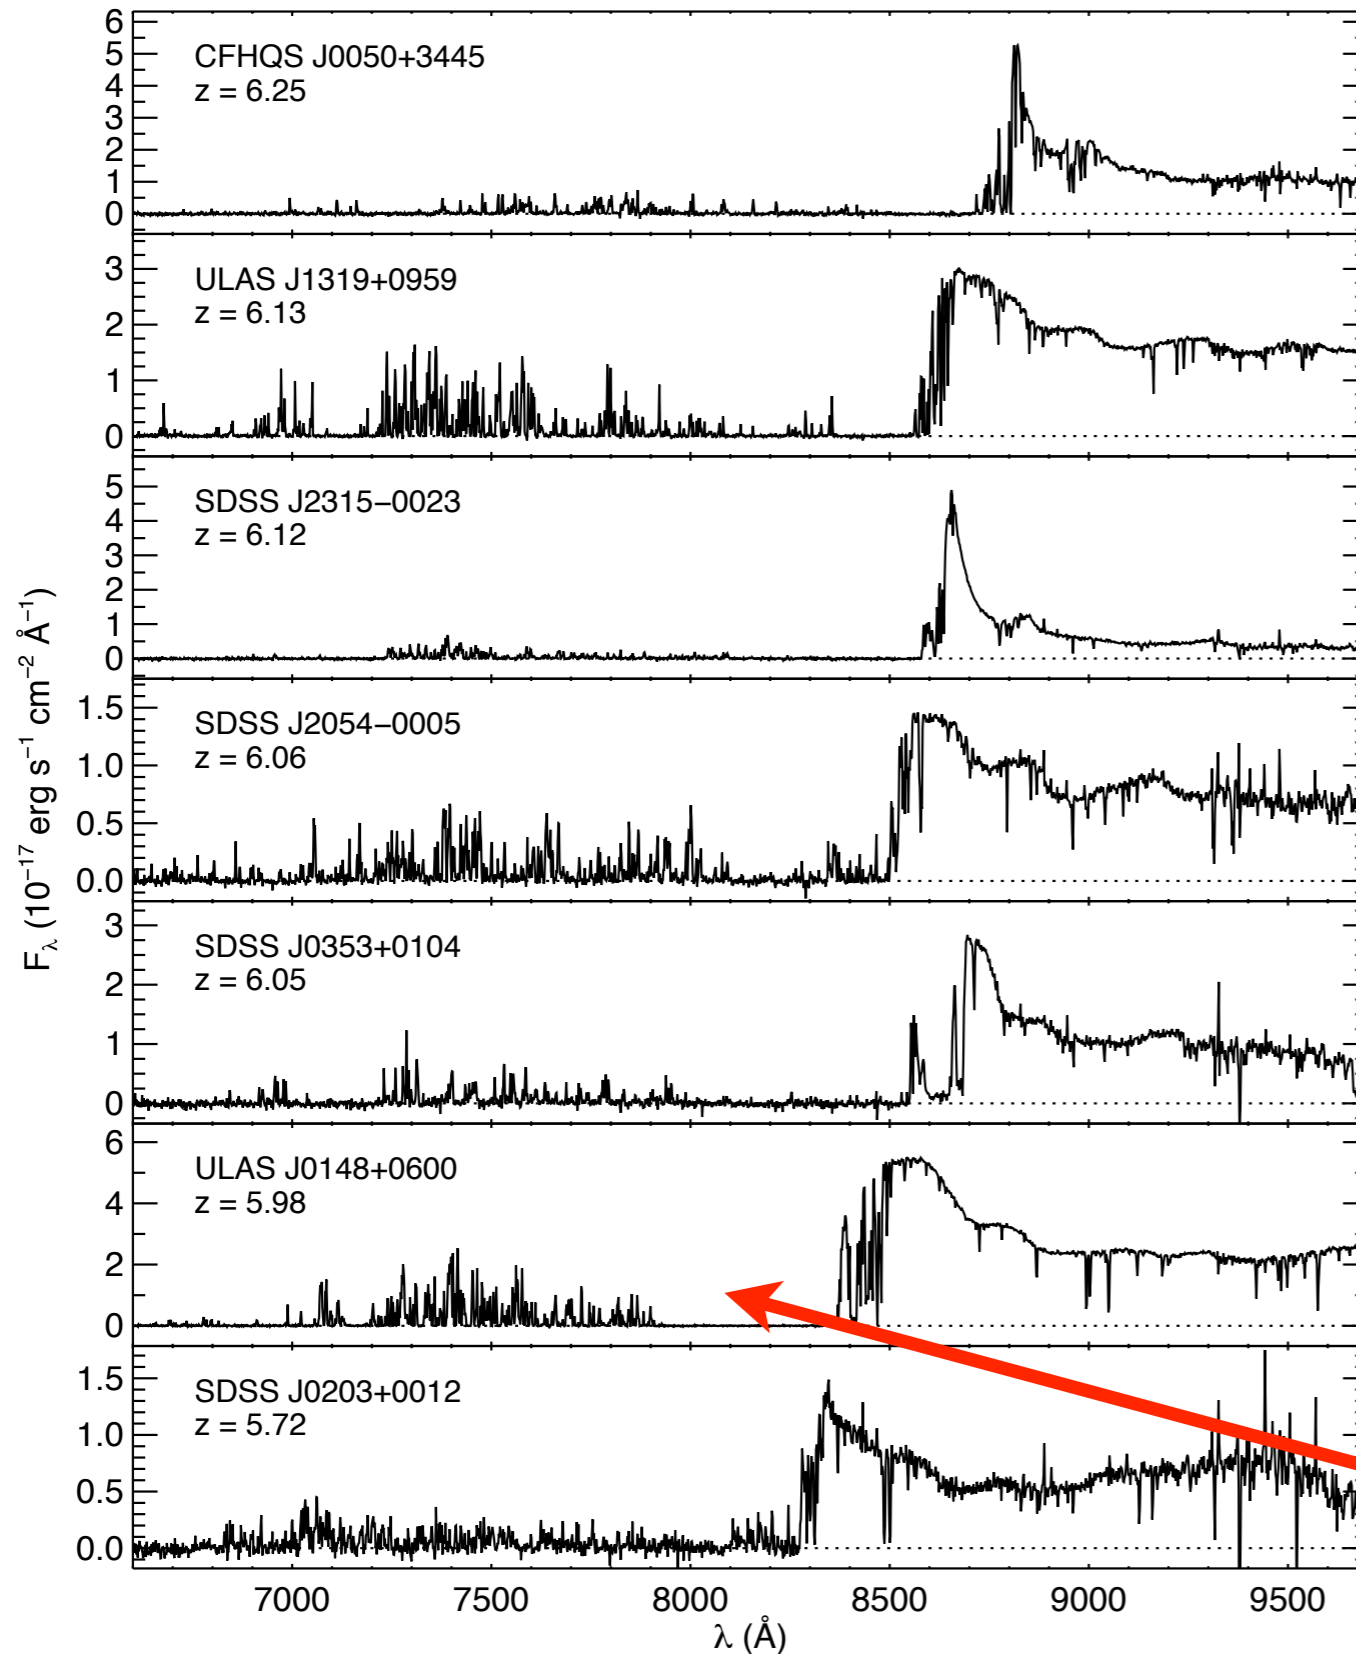 6
5
4
3
2
1
0
CFHQS J0050+3445
z = 6.25
3
2
1
0
ULAS J1319+0959
z = 6.13
5
4
3
2
1
0
SDSS J2315−0023
z = 6.12
1.5
1.0
0.5
0.0
SDSS J2054−0005
z = 6.06
3
2
1
0
SDSS J0353+0104
z = 6.05
6
4
2
0
ULAS J0148+0600
z = 5.98
1.5
1.0
0.5
0.0
SDSS J0203+0012
z = 5.72
F_λ (10⁻¹⁷ erg s⁻¹ cm⁻² Å⁻¹)
7000 7500 8000 8500 9000 9500
λ (Å)